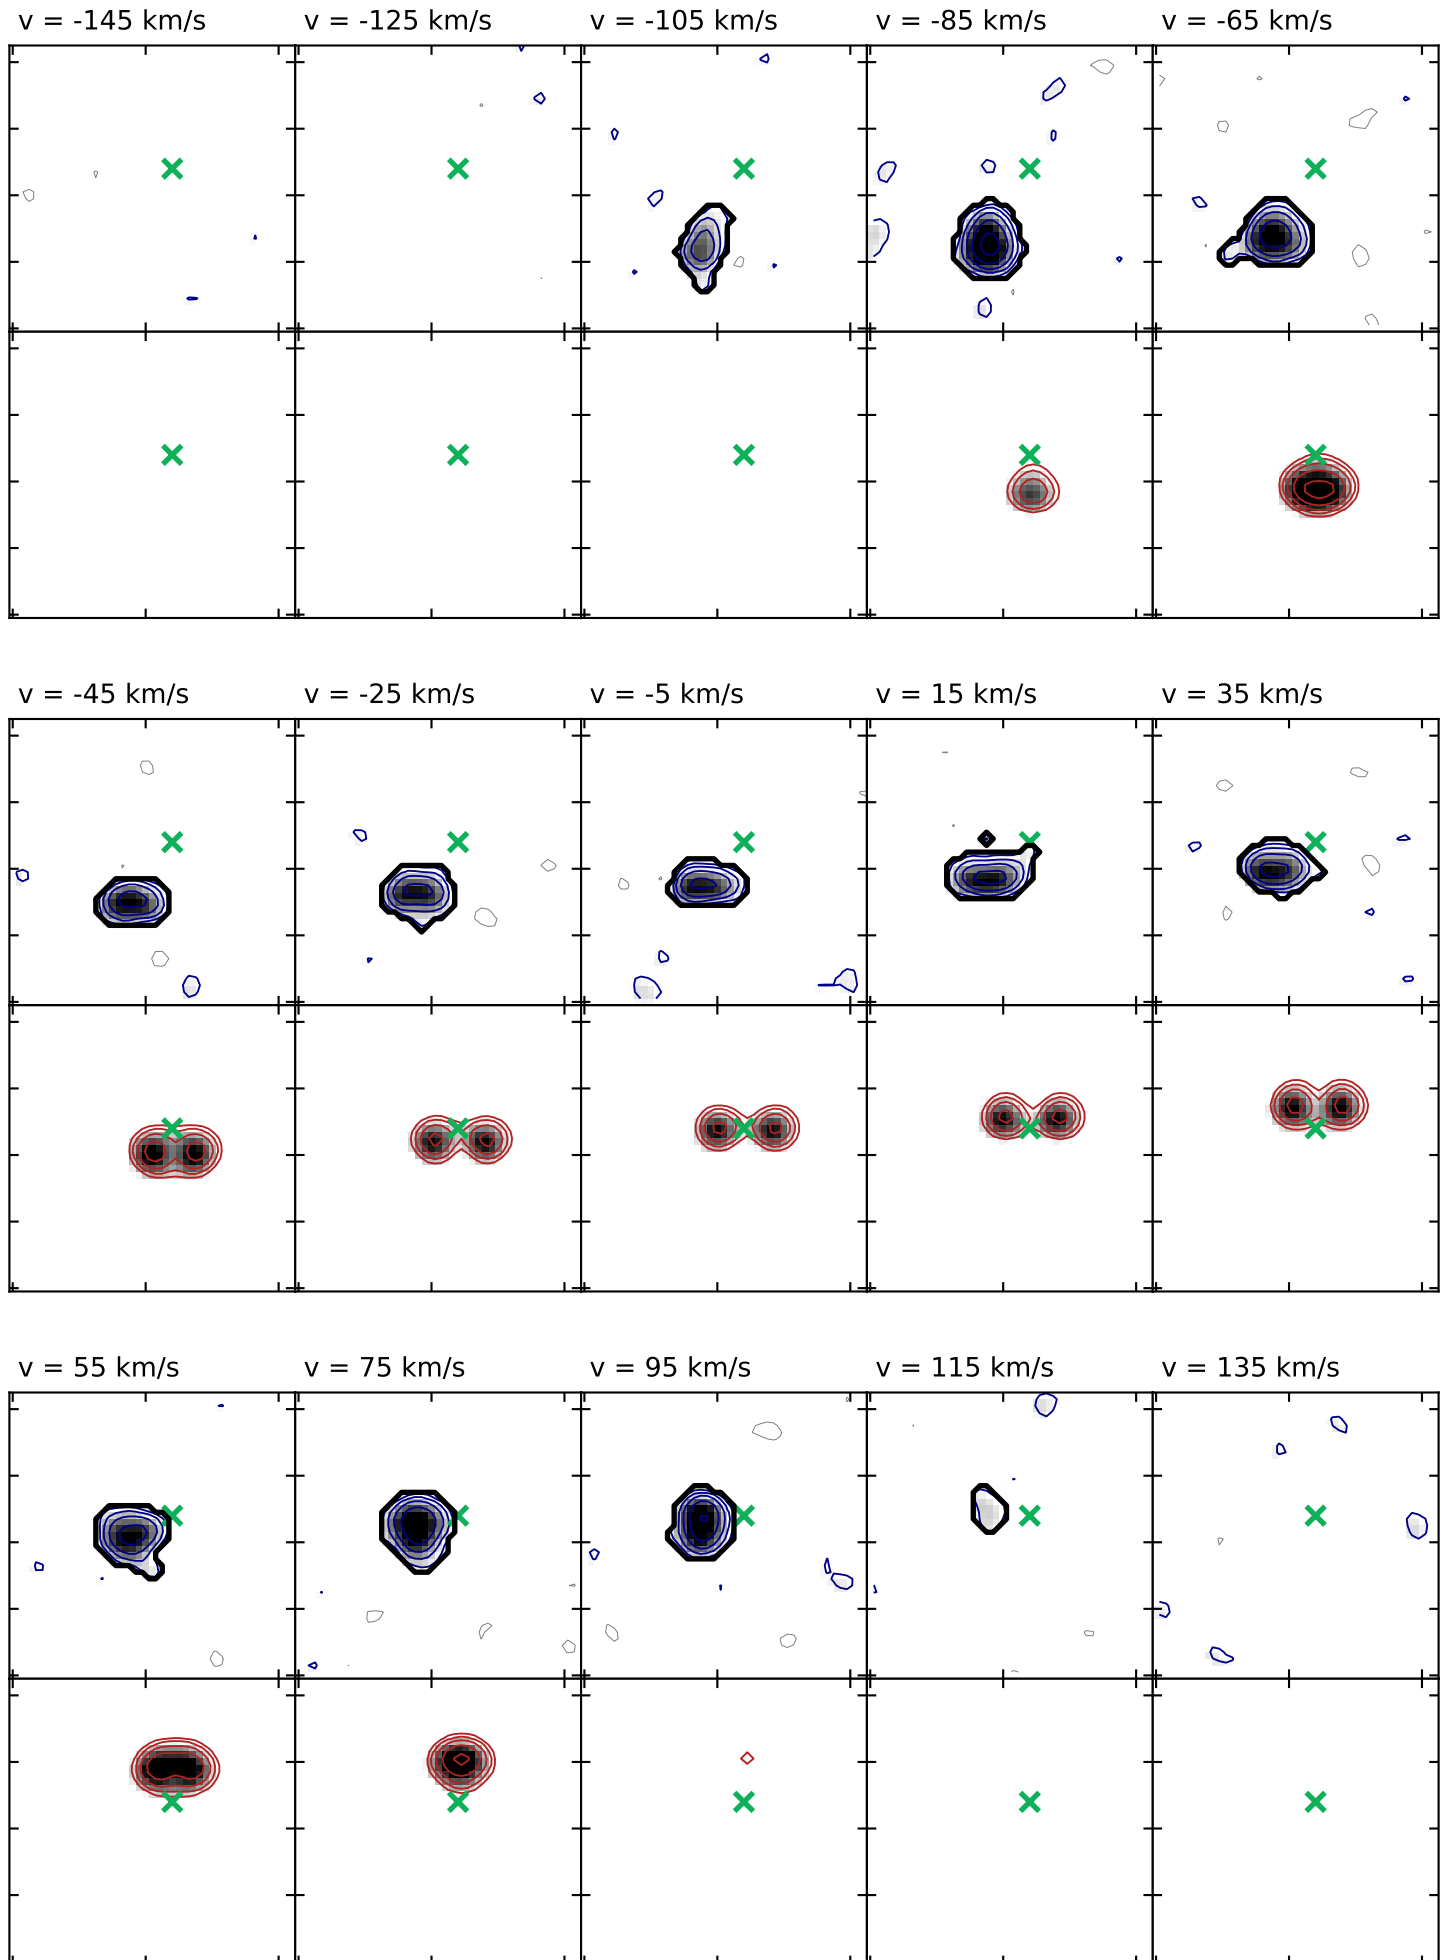 v = -145 km/s v = -125 km/s v = -105 km/s v = -85 km/s v = -65 km/s
v = -45 km/s v = -25 km/s v = -5 km/s v = 15 km/s v = 35 km/s
v = 55 km/s v = 75 km/s v = 95 km/s v = 115 km/s v = 135 km/s